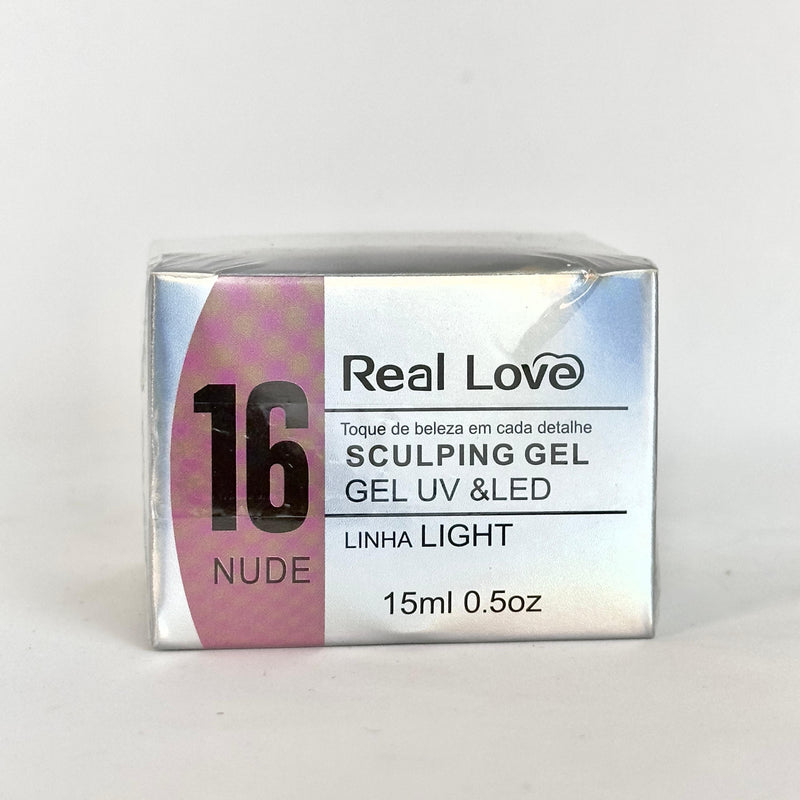 16
NUDE
Real Love
Toque de beleza em cada detalhe
SCULPING GEL
GEL UV &LED
LINHA LIGHT
15ml 0.5oz